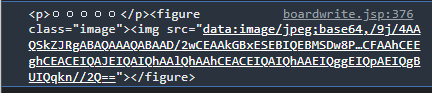 <p>ㅇㅇㅇㅇㅇ</p><figure boardwrite.jsp:376
class="image"><img src="data:image/jpeg;base64,/9j/4AA
QSkZJRgABAQAAAQABAAD/2wCEAAkGBxESEBIQEBMSDw8P…CFAAhCEE
ghCEACEIQAJEIQAIQhAAlQhAAhCEACEIQAIQhAAEIQggEIQpAEIQgB
UIQqkn//2Q=="></figure>